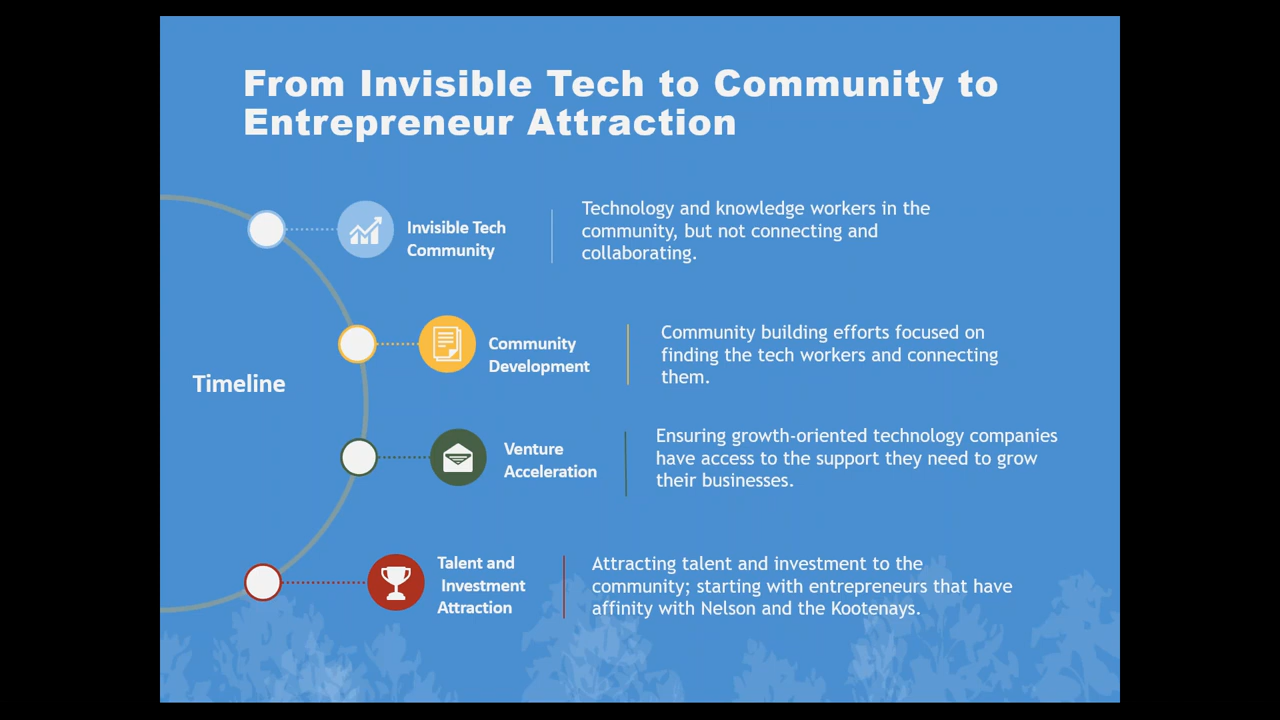 From Invisible Tech to Community to
Entrepreneur Attraction
Timeline
Invisible Tech
Community
Technology and knowledge workers in the
community, but not connecting and
collaborating.
Community
Development
Community building efforts focused on
finding the tech workers and connecting
them.
Venture
Acceleration
Ensuring growth-oriented technology companies
have access to the support they need to grow
their businesses.
Talent and
Investment
Attraction
Attracting talent and investment to the
community; starting with entrepreneurs that have
affinity with Nelson and the Kootenays.